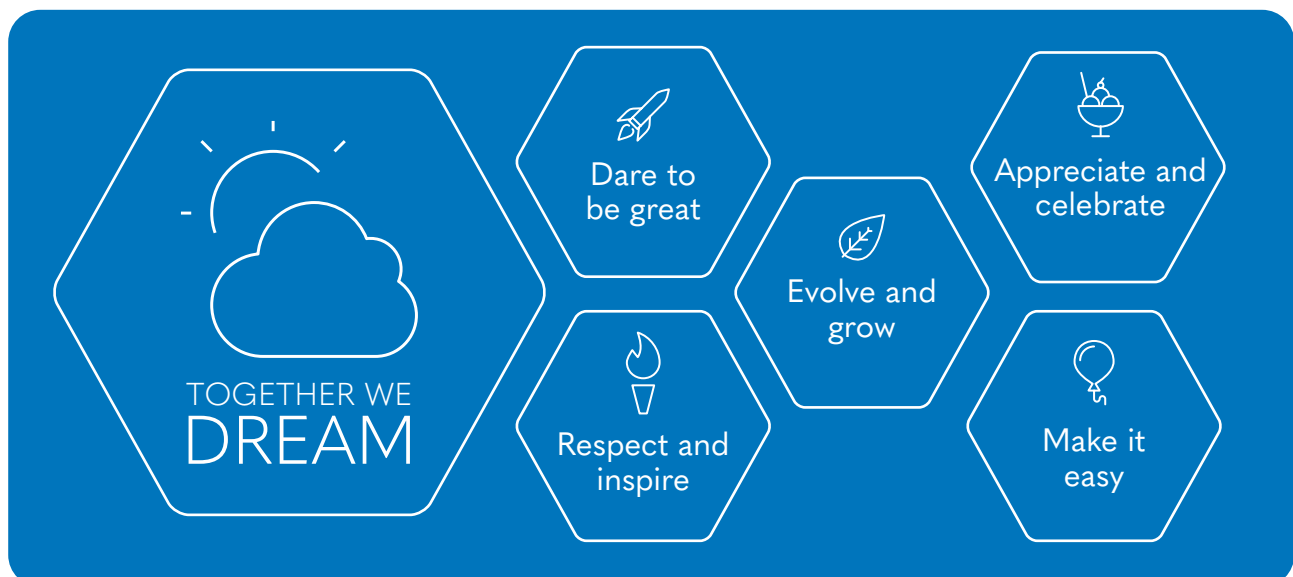 TOGETHER WE
DREAM
Dare to
be great
Respect and
inspire
Evolve and
grow
Appreciate and
celebrate
Make it
easy